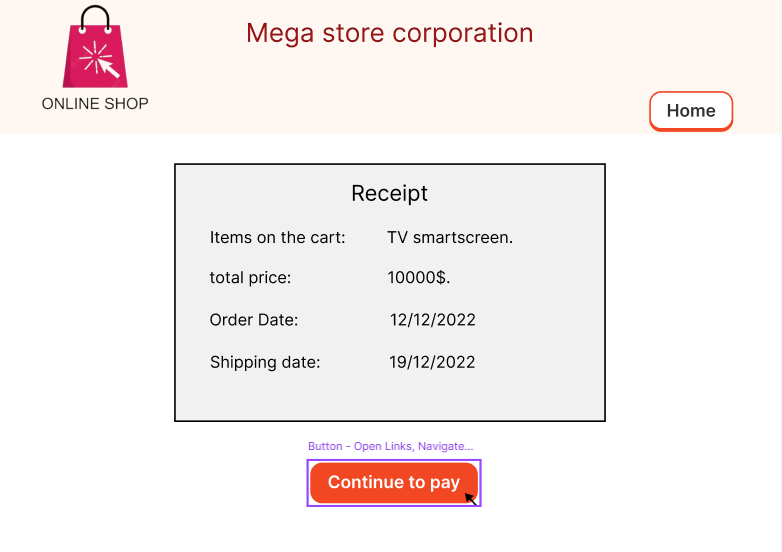 Mega store corporation
ONLINE SHOP
Home
Receipt
Items on the cart: TV smartscreen.
total price: 10000$.
Order Date: 12/12/2022
Shipping date: 19/12/2022
Button - Open Links, Navigate...
Continue to pay